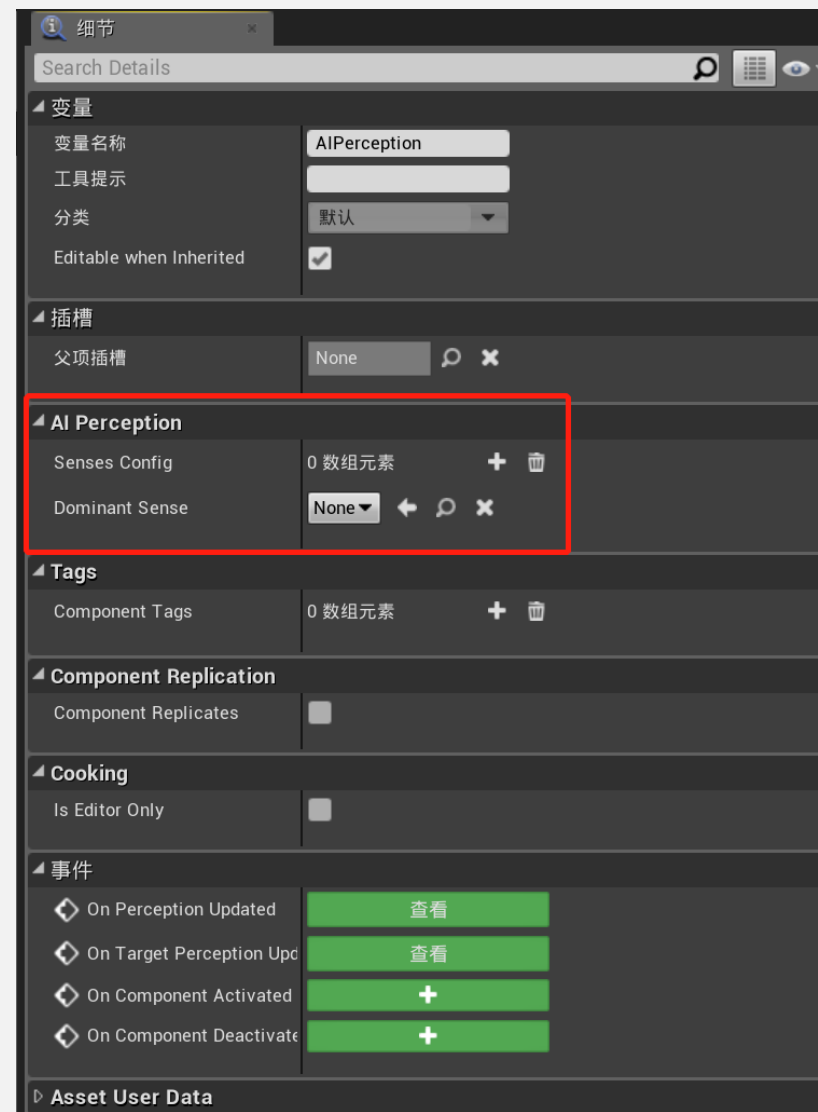 细节
Search Details
变量
变量名称 AIPerception
工具提示
分类 默认
Editable when Inherited
插槽
父项插槽 None
AI Perception
Senses Config 0 数组元素
Dominant Sense None
Tags
Component Tags 0 数组元素
Component Replication
Component Replicates
Cooking
Is Editor Only
事件
On Perception Updated 查看
On Target Perception Upd 查看
On Component Activated
On Component Deactivate
Asset User Data